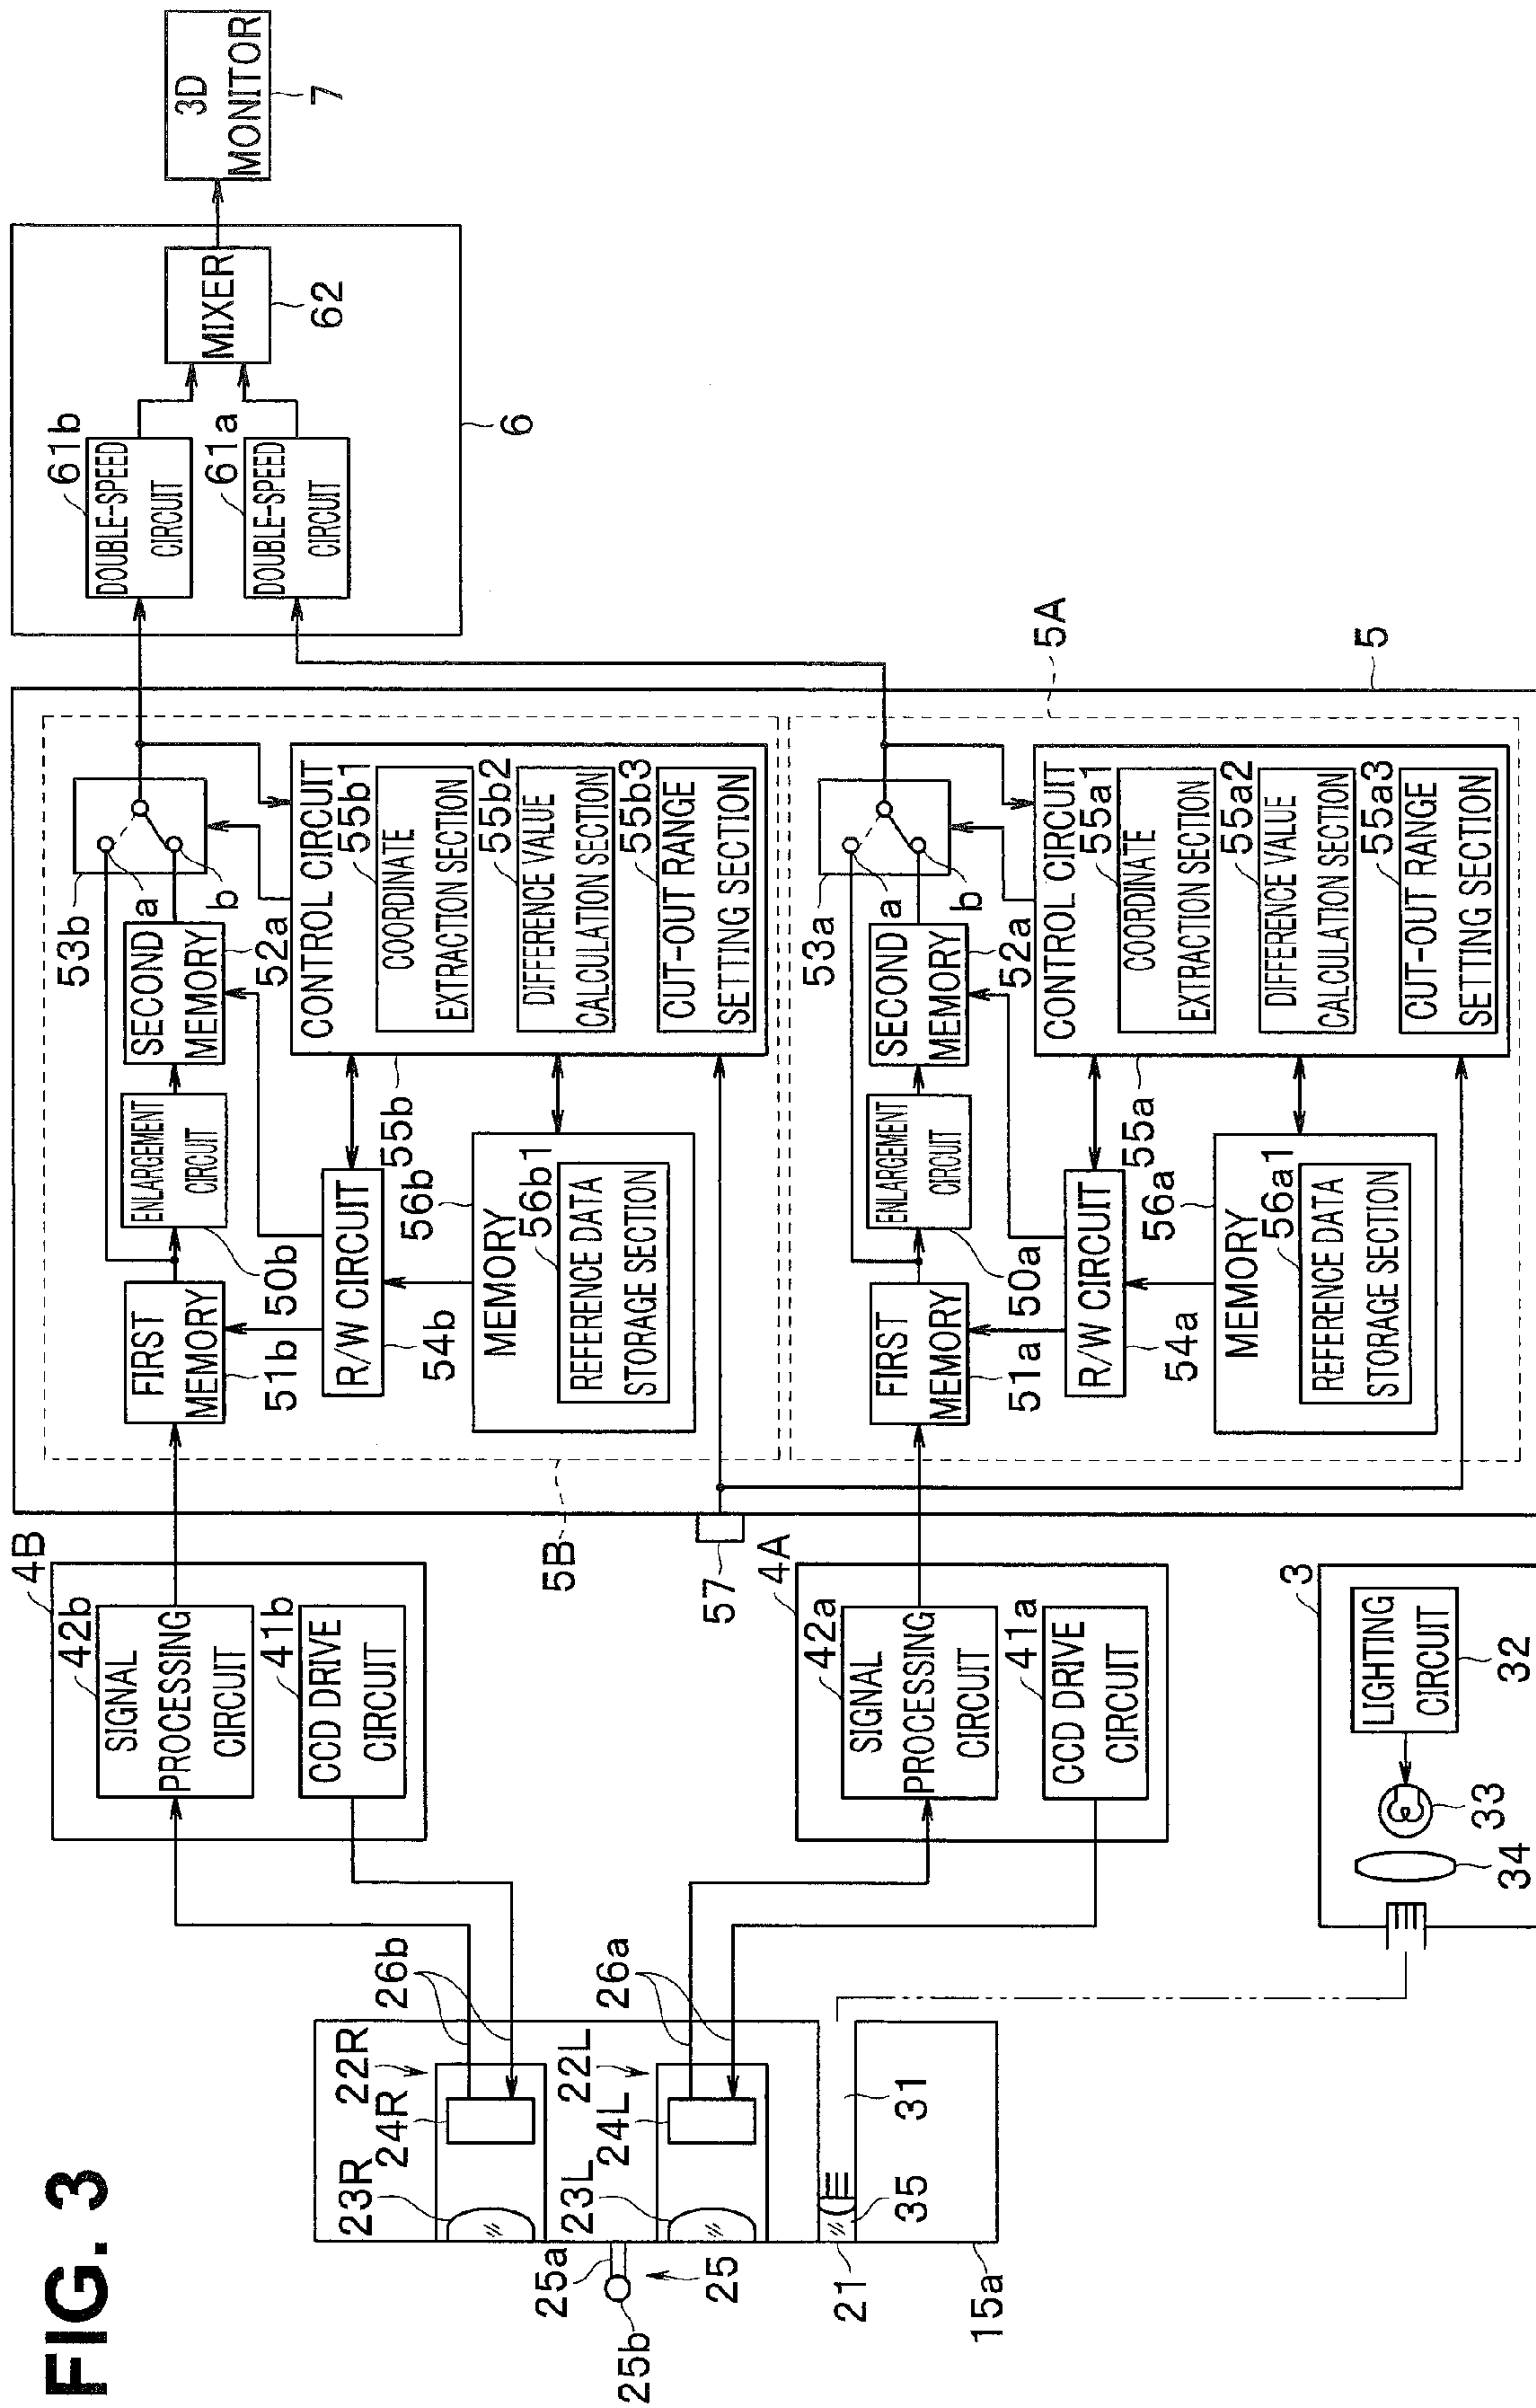 FIG. 3
3D
MONITOR
7
MIXER
62
61b
DOUBLE-SPEED
CIRCUIT
61a
DOUBLE-SPEED
CIRCUIT
6
5B
53b
a
b
FIRST
MEMORY
51b
ENLARGEMENT
CIRCUIT
50b
SECOND
MEMORY
52a
R/W CIRCUIT
54b
CONTROL CIRCUIT
55b
COORDINATE
EXTRACTION SECTION
55b1
DIFFERENCE VALUE
CALCULATION SECTION
55b2
CUT-OUT RANGE
SETTING SECTION
55b3
MEMORY
56b
56b1
REFERENCE DATA
STORAGE SECTION
5A
5
53a
a
b
FIRST
MEMORY
51a
ENLARGEMENT
CIRCUIT
50a
SECOND
MEMORY
52a
R/W CIRCUIT
54a
CONTROL CIRCUIT
55a
COORDINATE
EXTRACTION SECTION
55a1
DIFFERENCE VALUE
CALCULATION SECTION
55a2
CUT-OUT RANGE
SETTING SECTION
55a3
MEMORY
56a
56a1
REFERENCE DATA
STORAGE SECTION
57
4B
42b
SIGNAL
PROCESSING
CIRCUIT
41b
CCD DRIVE
CIRCUIT
4A
42a
SIGNAL
PROCESSING
CIRCUIT
41a
CCD DRIVE
CIRCUIT
3
LIGHTING
CIRCUIT
32
33
34
26b
22R
24R
23R
26a
22L
24L
23L
25a
25b
25
31
35
21
15a